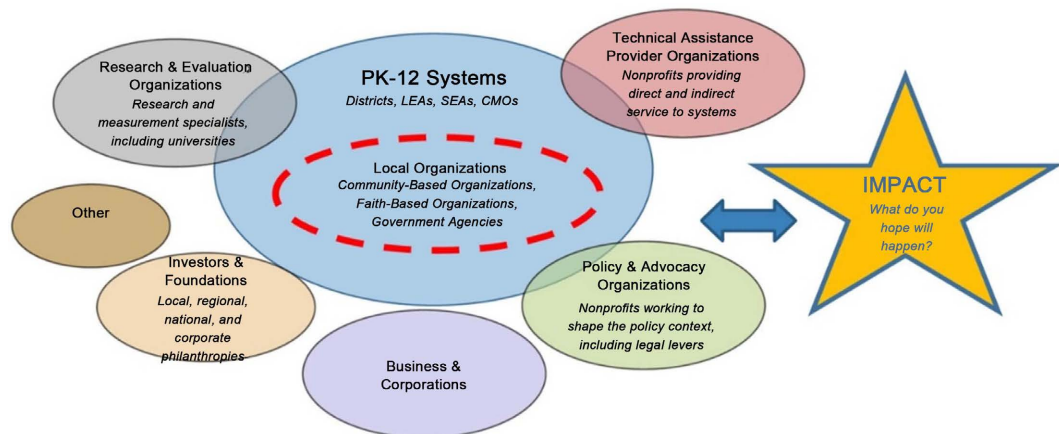 Research & Evaluation
Organizations
Research and
measurement specialists,
including universities
PK-12 Systems
Districts, LEAs, SEAs, CMOs
Technical Assistance
Provider Organizations
Nonprofits providing
direct and indirect
service to systems
Local Organizations
Community-Based Organizations,
Faith-Based Organizations,
Government Agencies
Other
IMPACT
What do you
hope will
happen?
Investors &
Foundations
Local, regional,
national, and
corporate
philanthropies
Policy & Advocacy
Organizations
Nonprofits working to
shape the policy context,
including legal levers
Business &
Corporations